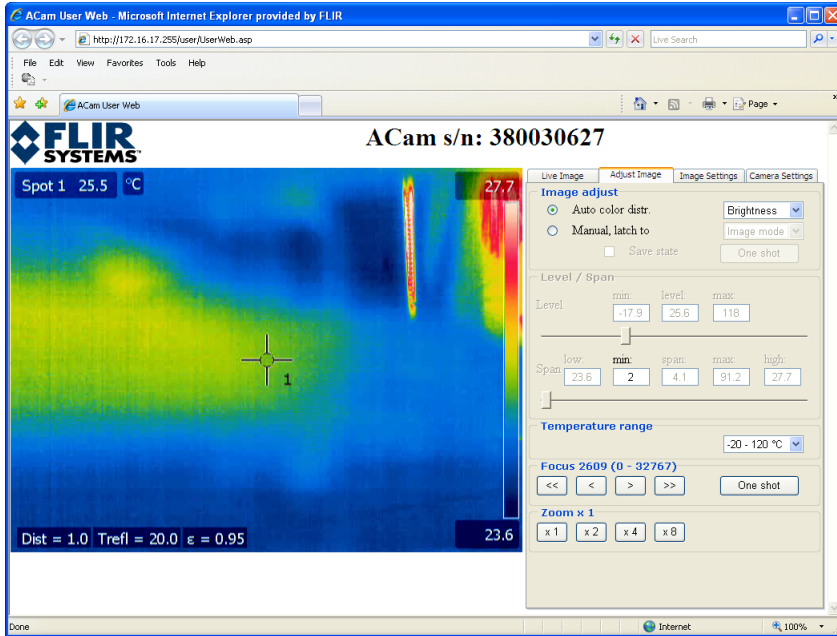 ACam User Web - Microsoft Internet Explorer provided by FLIR
http://172.16.17.255/user/UserWeb.asp
Live Search
File Edit View Favorites Tools Help
ACam User Web
Page
FLIR SYSTEMS
ACam s/n: 380030627
Spot 1 25.5 °C
27.7
1
Dist = 1.0 Trefl = 20.0 ε = 0.95
23.6
Live Image Adjust Image Image Settings Camera Settings
Image adjust
Auto color distr. Brightness
Manual, latch to Image mode
Save state One shot
Level / Span
min: level: max:
Level -17.9 25.6 118
low: min: span: max: high:
Span 23.6 2 4.1 91.2 27.7
Temperature range
-20 - 120 °C
Focus 2609 (0 - 32767)
<< < > >> One shot
Zoom x 1
x 1 x 2 x 4 x 8
Done Internet 100%